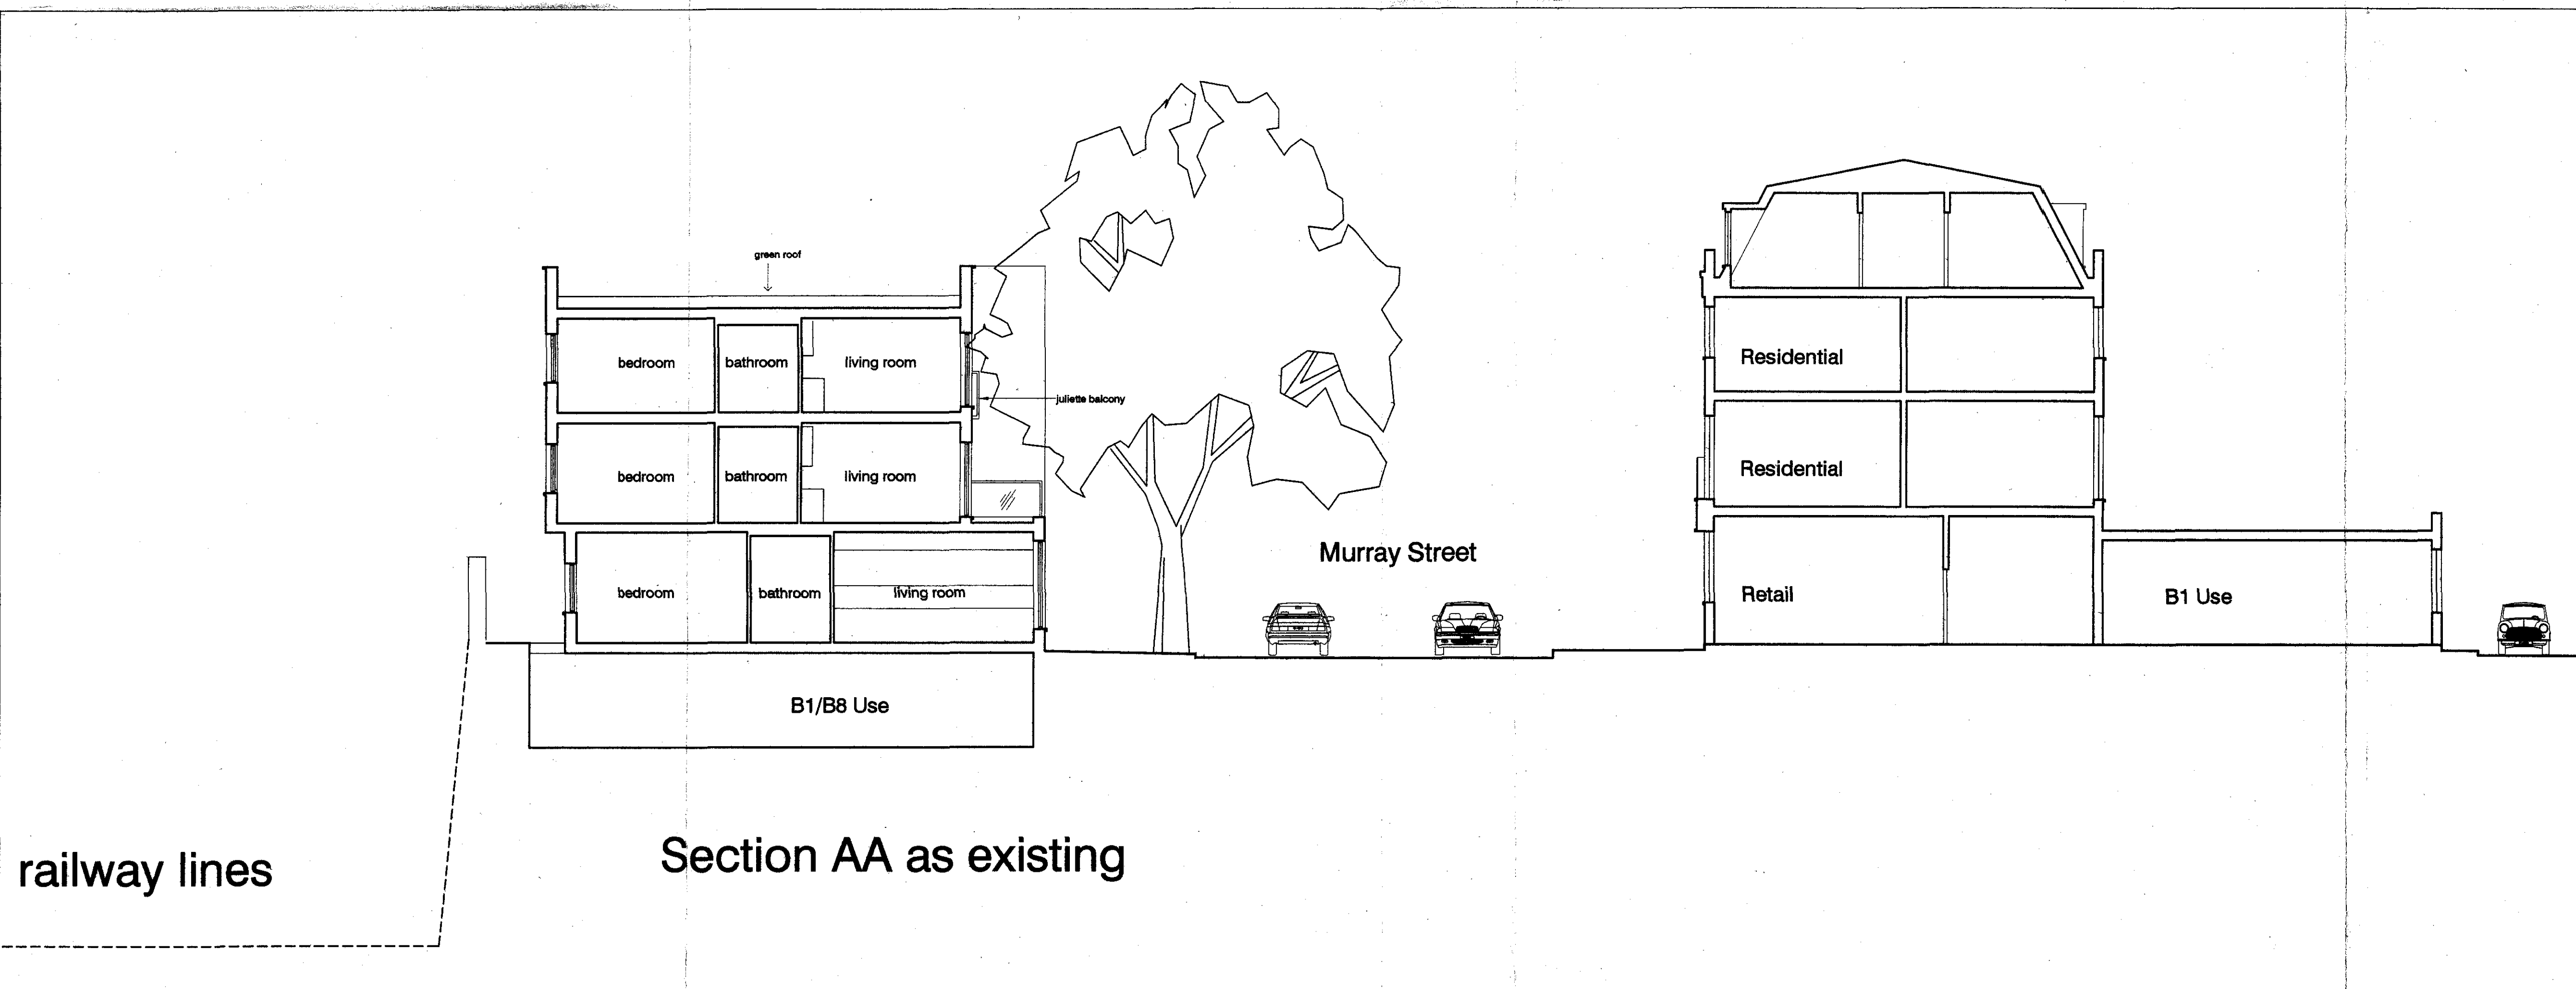 green roof
bedroom
bathroom
living room
juliette balcony
bedroom
bathroom
living room
bedroom
bathroom
living room
B1/B8 Use
Murray Street
Residential
Residential
Retail
B1 Use
railway lines
Section AA as existing